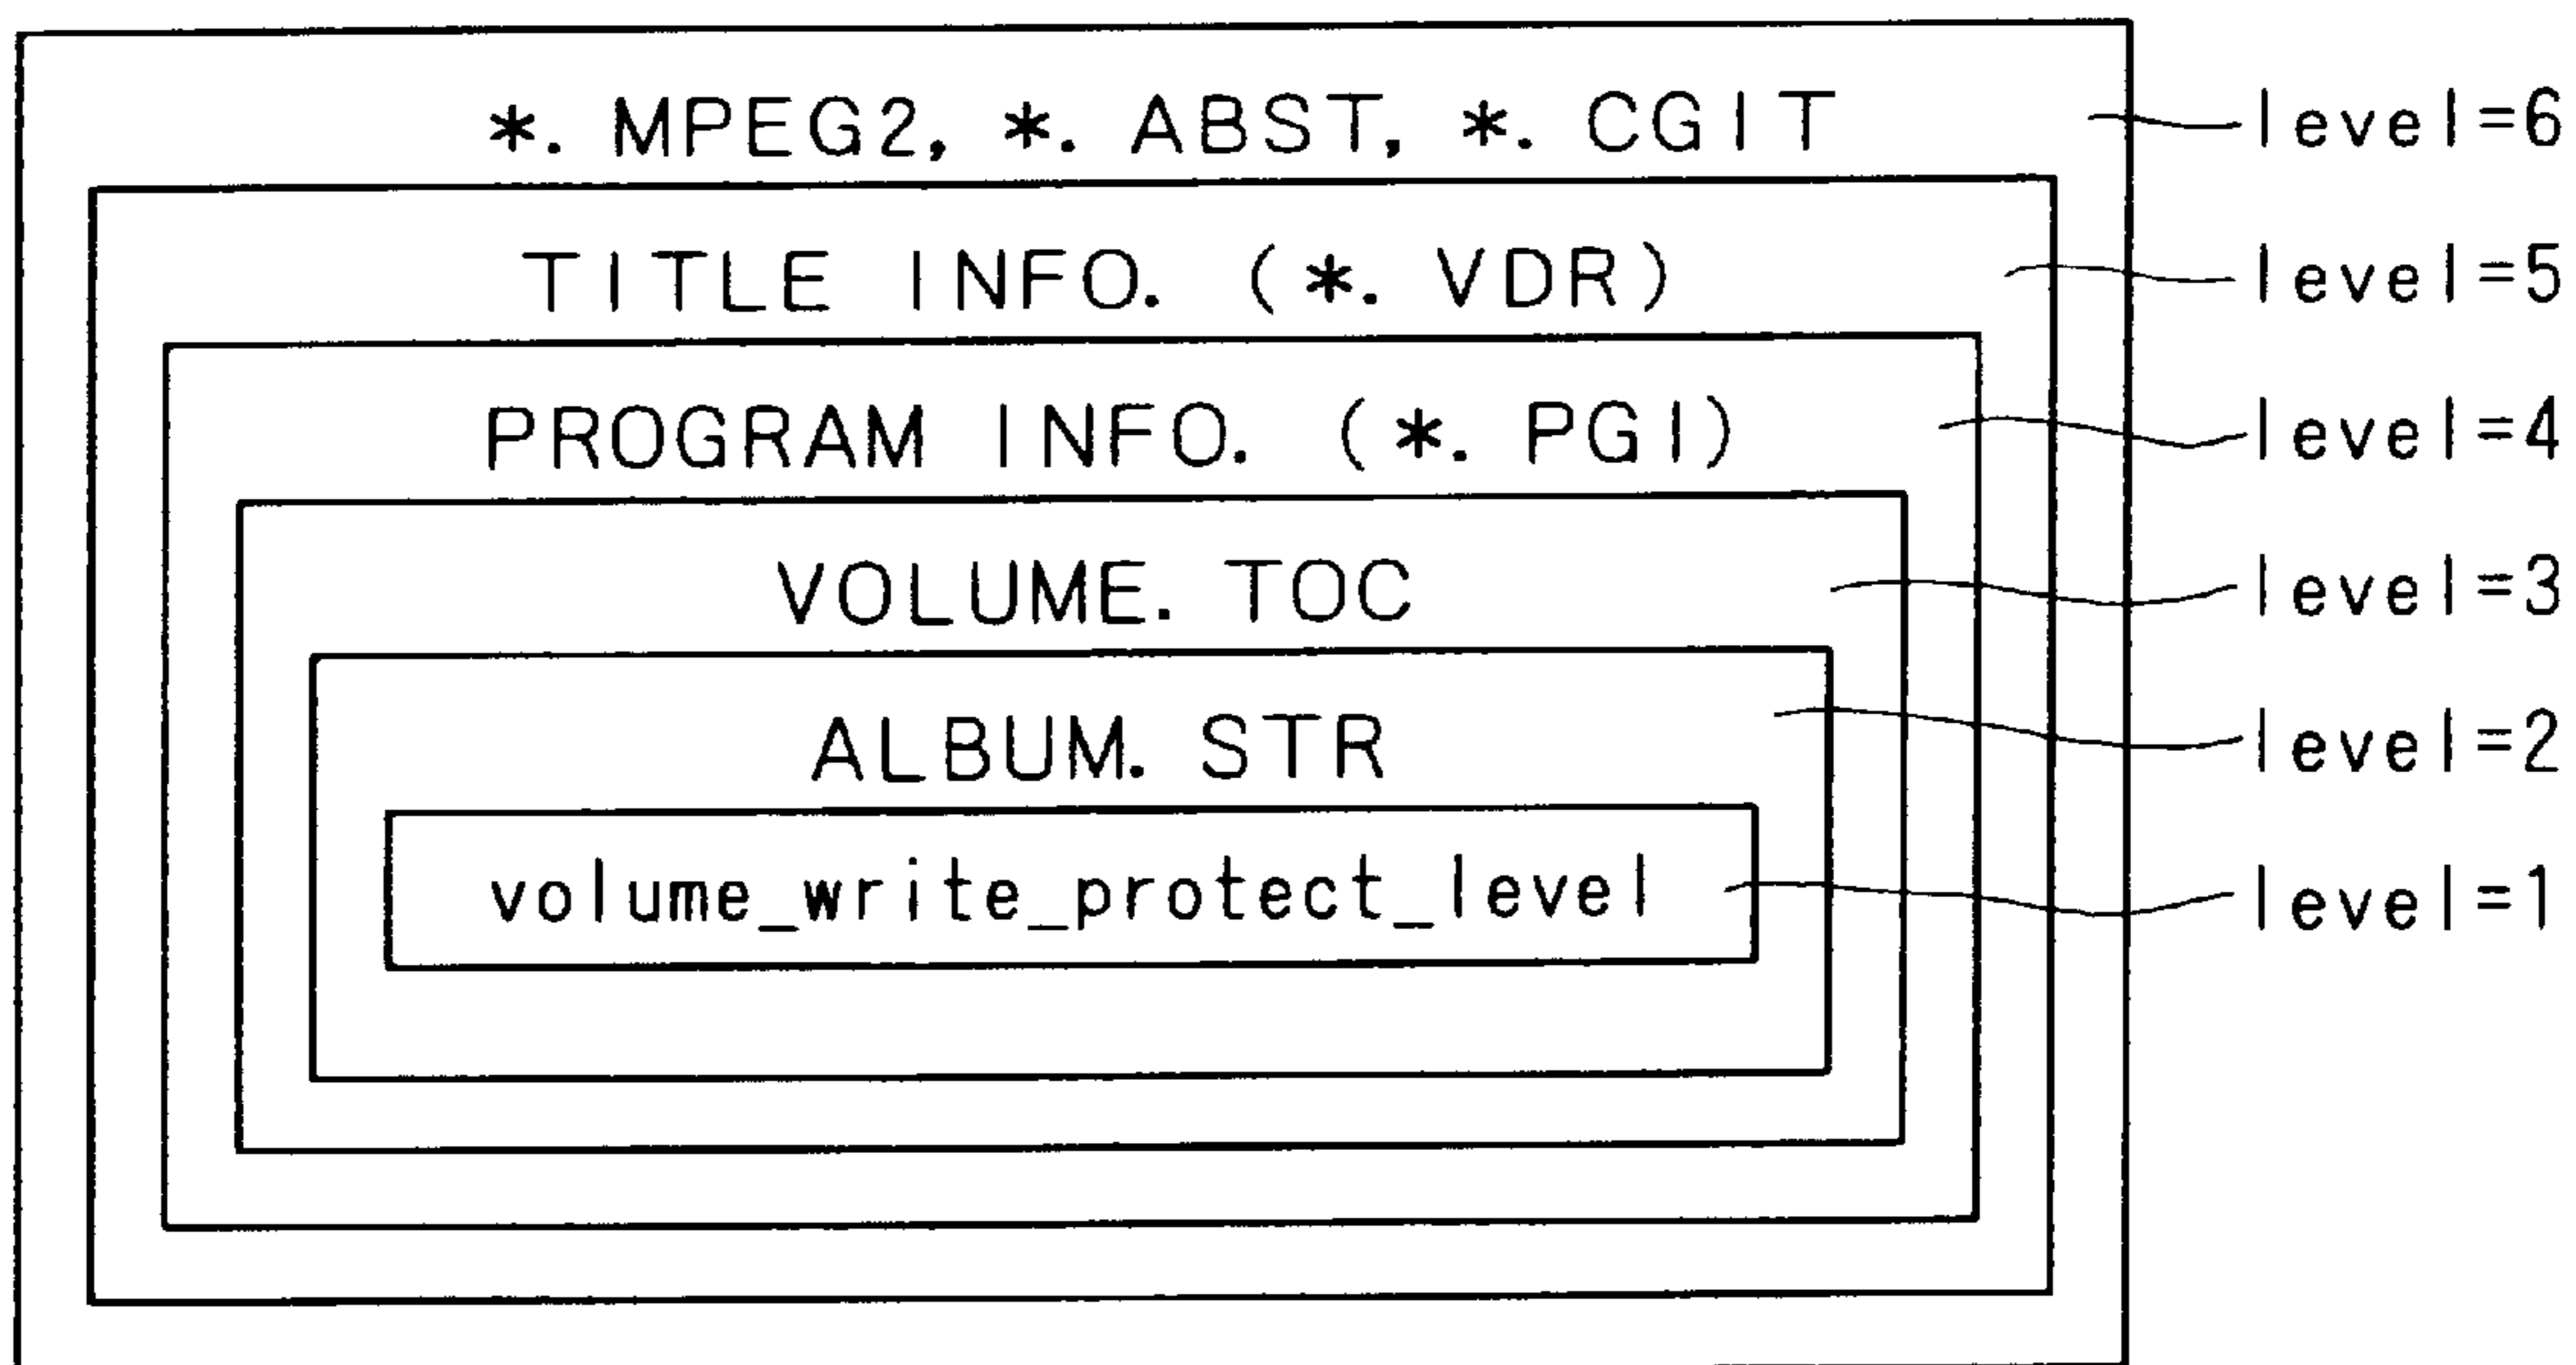 *. MPEG2, *. ABST, *. CGIT level=6
TITLE INFO. (*. VDR) level=5
PROGRAM INFO. (*. PGI) level=4
VOLUME. TOC level=3
ALBUM. STR level=2
volume_write_protect_level level=1